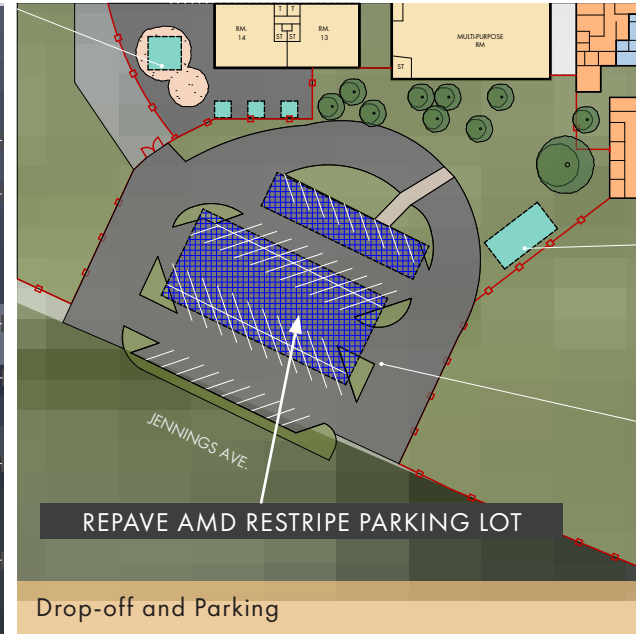 T T
RM. 14
RM. 13
ST ST
MULTI-PURPOSE
RM
ST
JENNINGS AVE.
REPAVE AMD RESTRIPE PARKING LOT
Drop-off and Parking